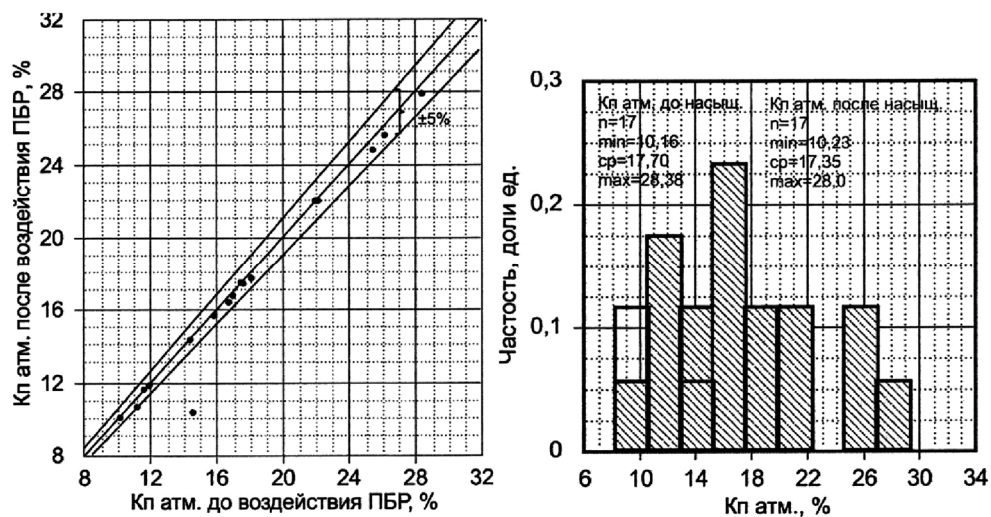 32
28
24
20
16
12
8
8
12
16
20
24
28
32
±5%
Кп атм. после воздействия ПБР, %
Кп атм. до воздействия ПБР, %
0,3
0,2
0,1
0
6
10
14
18
22
26
30
34
Частость, доли ед.
Кп атм., %
Кп атм. до насыщ.
n=17
min=10,16
ср=17,70
max=28,38
Кп атм. после насыщ.
n=17
min=10,23
ср=17,35
max=28,0